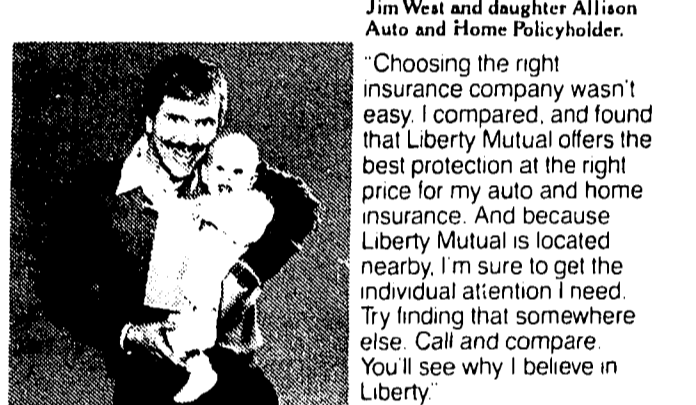 Jim West and daughter Allison
Auto and Home Policyholder.
"Choosing the right
insurance company wasn't
easy. I compared, and found
that Liberty Mutual offers the
best protection at the right
price for my auto and home
insurance. And because
Liberty Mutual is located
nearby, I'm sure to get the
individual attention I need.
Try finding that somewhere
else. Call and compare.
You'll see why I believe in
Liberty."